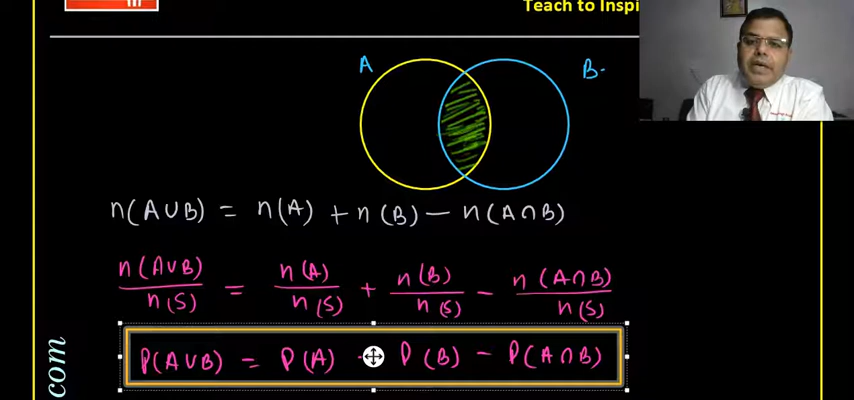 Teach to Inspi
A
B
n(A∪B) = n(A) + n(B) − n(A∩B)
n(A∪B)/n(S) = n(A)/n(S) + n(B)/n(S) − n(A∩B)/n(S)
P(A∪B) = P(A) P(B) − P(A∩B)
com